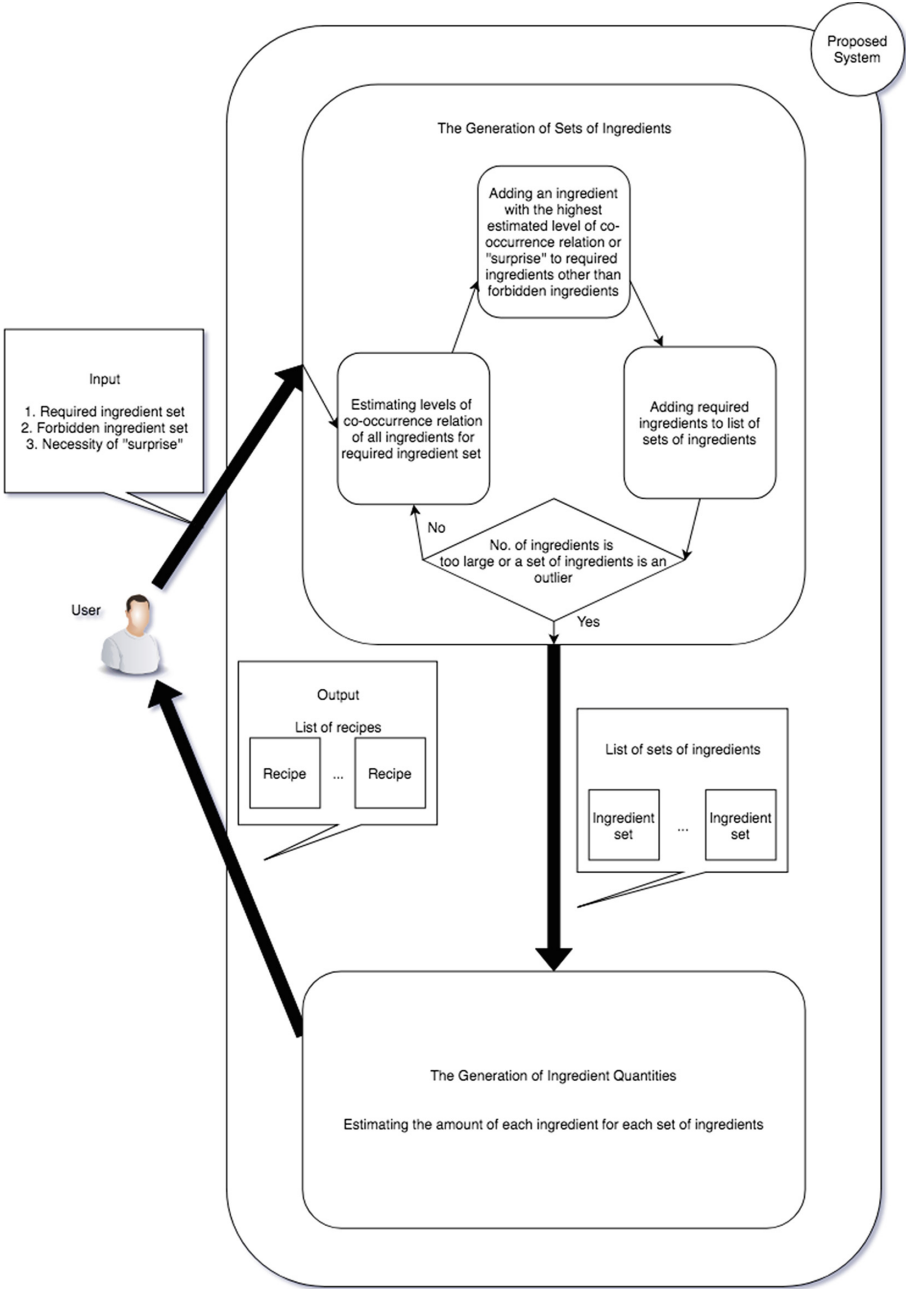 Proposed
System
The Generation of Sets of Ingredients
Adding an ingredient
with the highest
estimated level of co-
occurrence relation or
"surprise" to required
ingredients other than
forbidden ingredients
Input
1. Required ingredient set
2. Forbidden ingredient set
3. Necessity of "surprise"
Estimating levels of
co-occurrence relation
of all ingredients for
required ingredient set
Adding required
ingredients to list of
sets of ingredients
No
No. of ingredients is
too large or a set of ingredients is an
outlier
Yes
User
Output
List of recipes
Recipe ... Recipe
List of sets of ingredients
Ingredient
set
...
Ingredient
set
The Generation of Ingredient Quantities
Estimating the amount of each ingredient for each set of ingredients